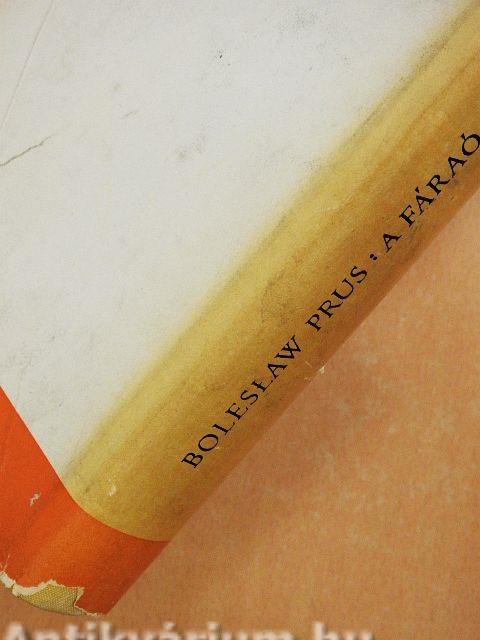 BOLESŁAW PRUS: A FÁRAÓ
Antikvárium.hu